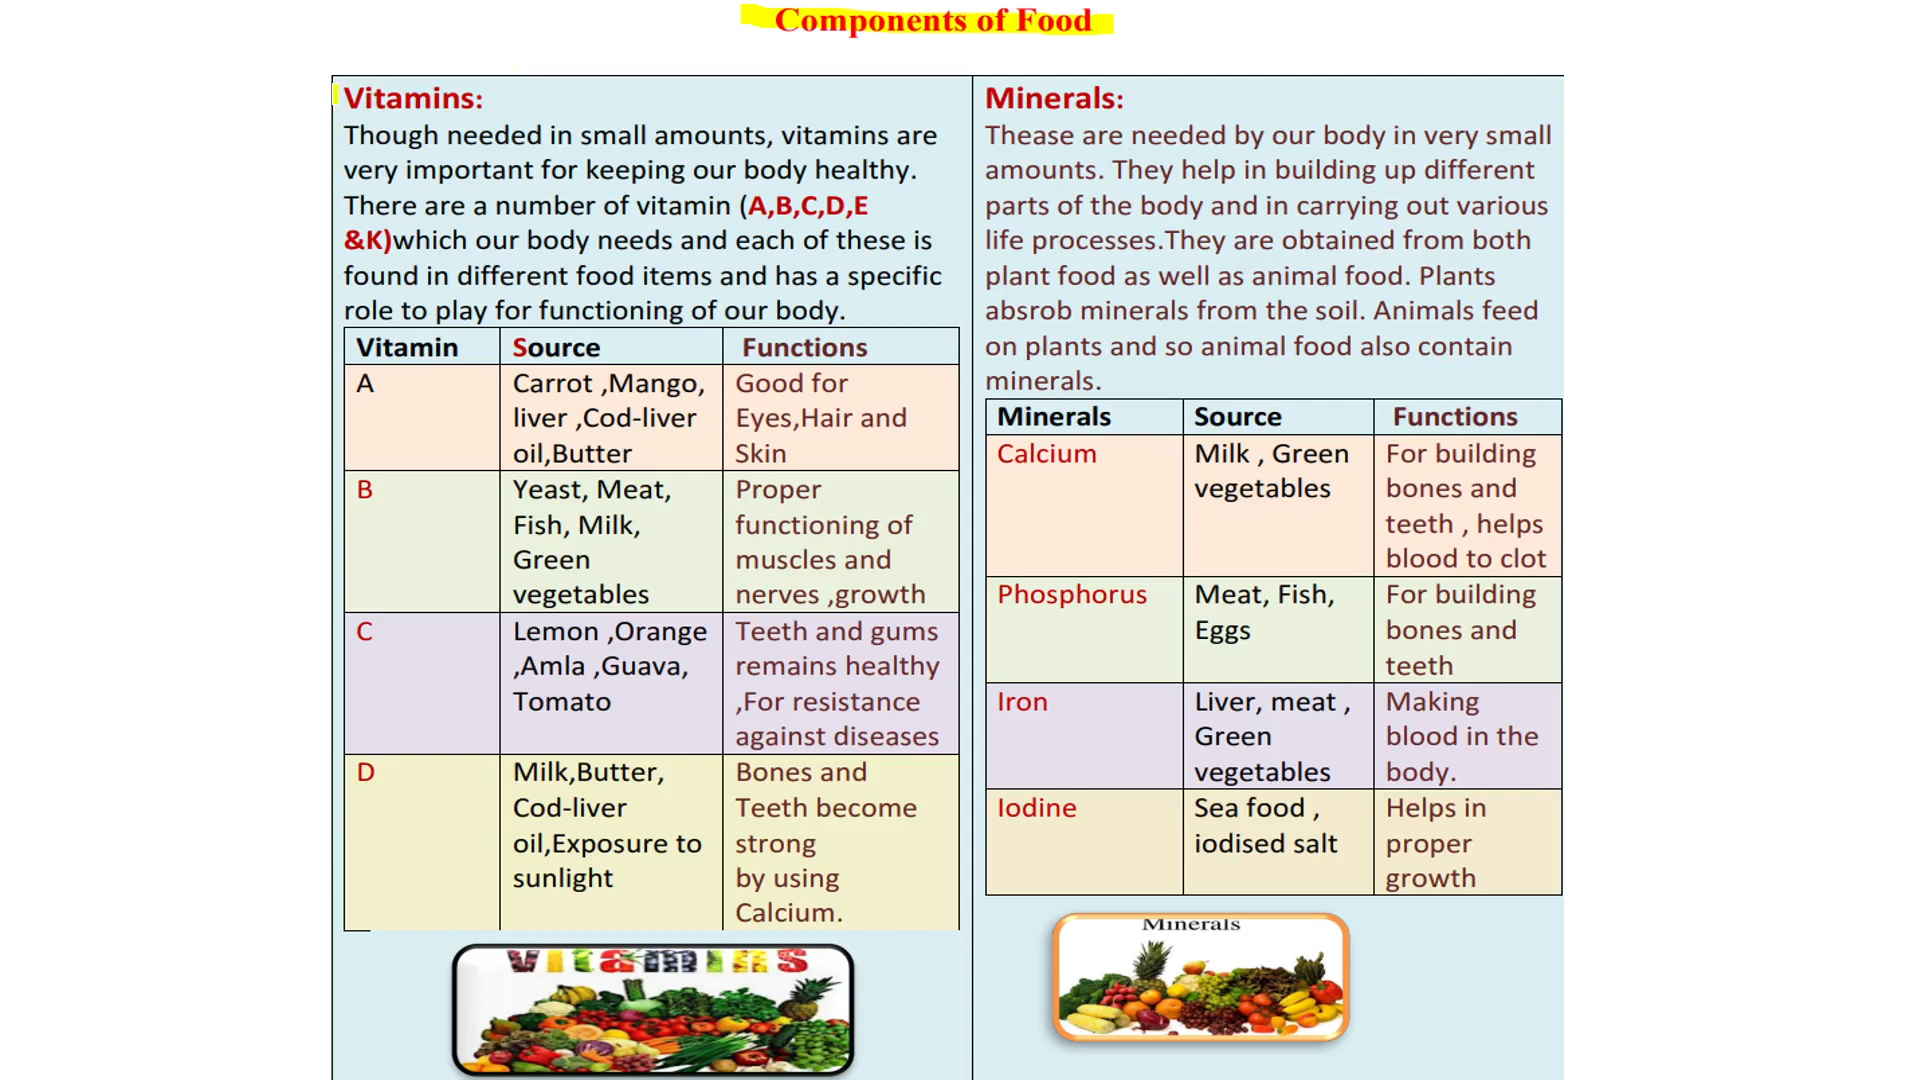 Components of Food
Vitamins:
Though needed in small amounts, vitamins are
very important for keeping our body healthy.
There are a number of vitamin (A,B,C,D,E
&K)which our body needs and each of these is
found in different food items and has a specific
role to play for functioning of our body.
Vitamin Source Functions
A
Carrot ,Mango,
liver ,Cod-liver
oil,Butter
Good for
Eyes,Hair and
Skin
B
Yeast, Meat,
Fish, Milk,
Green
vegetables
Proper
functioning of
muscles and
nerves ,growth
C
Lemon ,Orange
,Amla ,Guava,
Tomato
Teeth and gums
remains healthy
,For resistance
against diseases
D
Milk,Butter,
Cod-liver
oil,Exposure to
sunlight
Bones and
Teeth become
strong
by using
Calcium.
vitamins
Minerals:
Thease are needed by our body in very small
amounts. They help in building up different
parts of the body and in carrying out various
life processes.They are obtained from both
plant food as well as animal food. Plants
absrob minerals from the soil. Animals feed
on plants and so animal food also contain
minerals.
Minerals Source Functions
Calcium
Milk , Green
vegetables
For building
bones and
teeth , helps
blood to clot
Phosphorus
Meat, Fish,
Eggs
For building
bones and
teeth
Iron
Liver, meat ,
Green
vegetables
Making
blood in the
body.
Iodine
Sea food ,
iodised salt
Helps in
proper
growth
Minerals